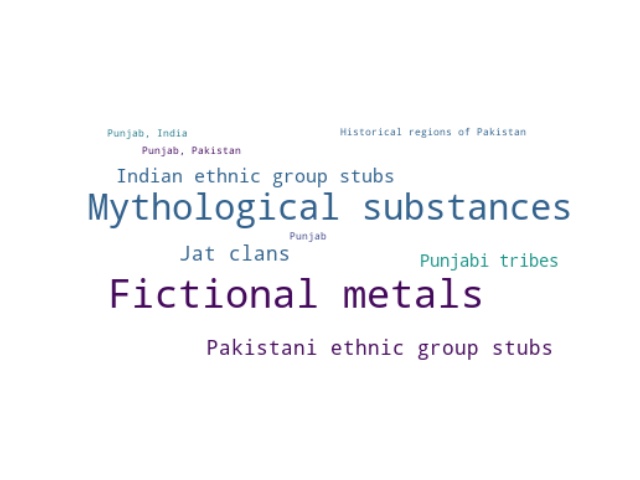 Punjab, India
Historical regions of Pakistan
Punjab, Pakistan
Indian ethnic group stubs
Mythological substances
Punjab
Jat clans
Punjabi tribes
Fictional metals
Pakistani ethnic group stubs